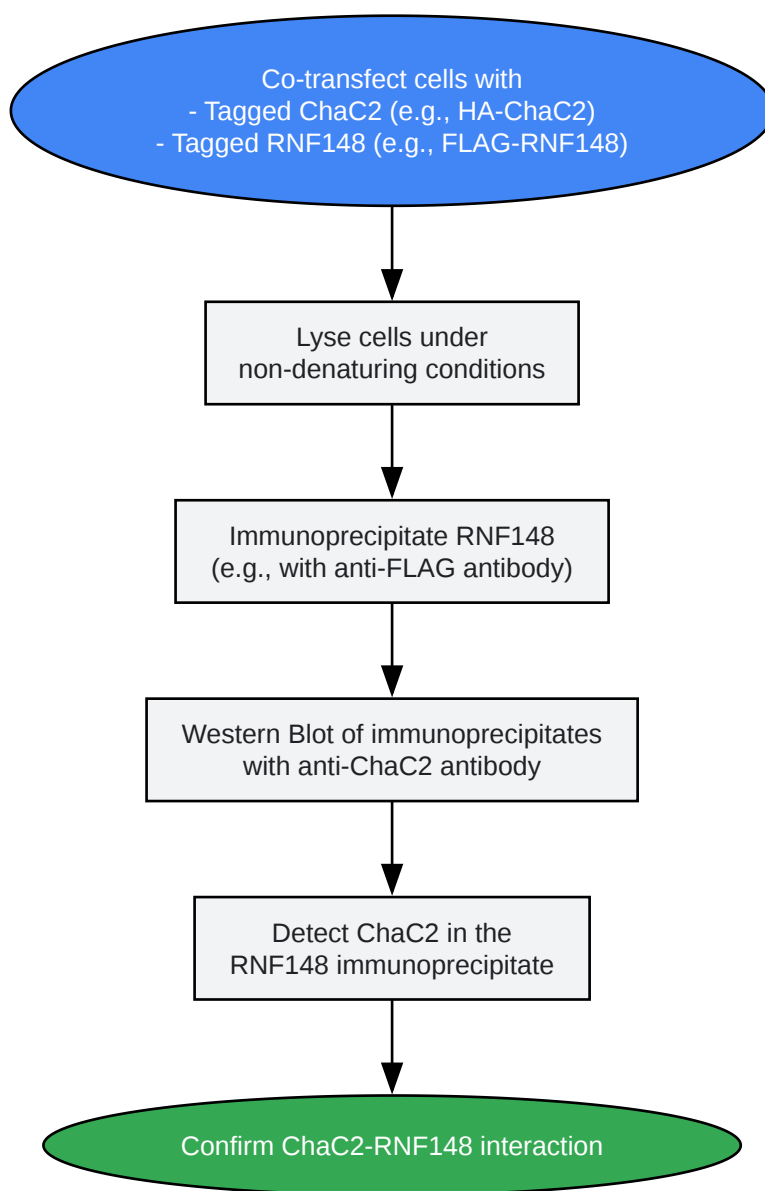 Co-transfect cells with
- Tagged ChaC2 (e.g., HA-ChaC2)
- Tagged RNF148 (e.g., FLAG-RNF148)
Lyse cells under
non-denaturing conditions
Immunoprecipitate RNF148
(e.g., with anti-FLAG antibody)
Western Blot of immunoprecipitates
with anti-ChaC2 antibody
Detect ChaC2 in the
RNF148 immunoprecipitate
Confirm ChaC2-RNF148 interaction